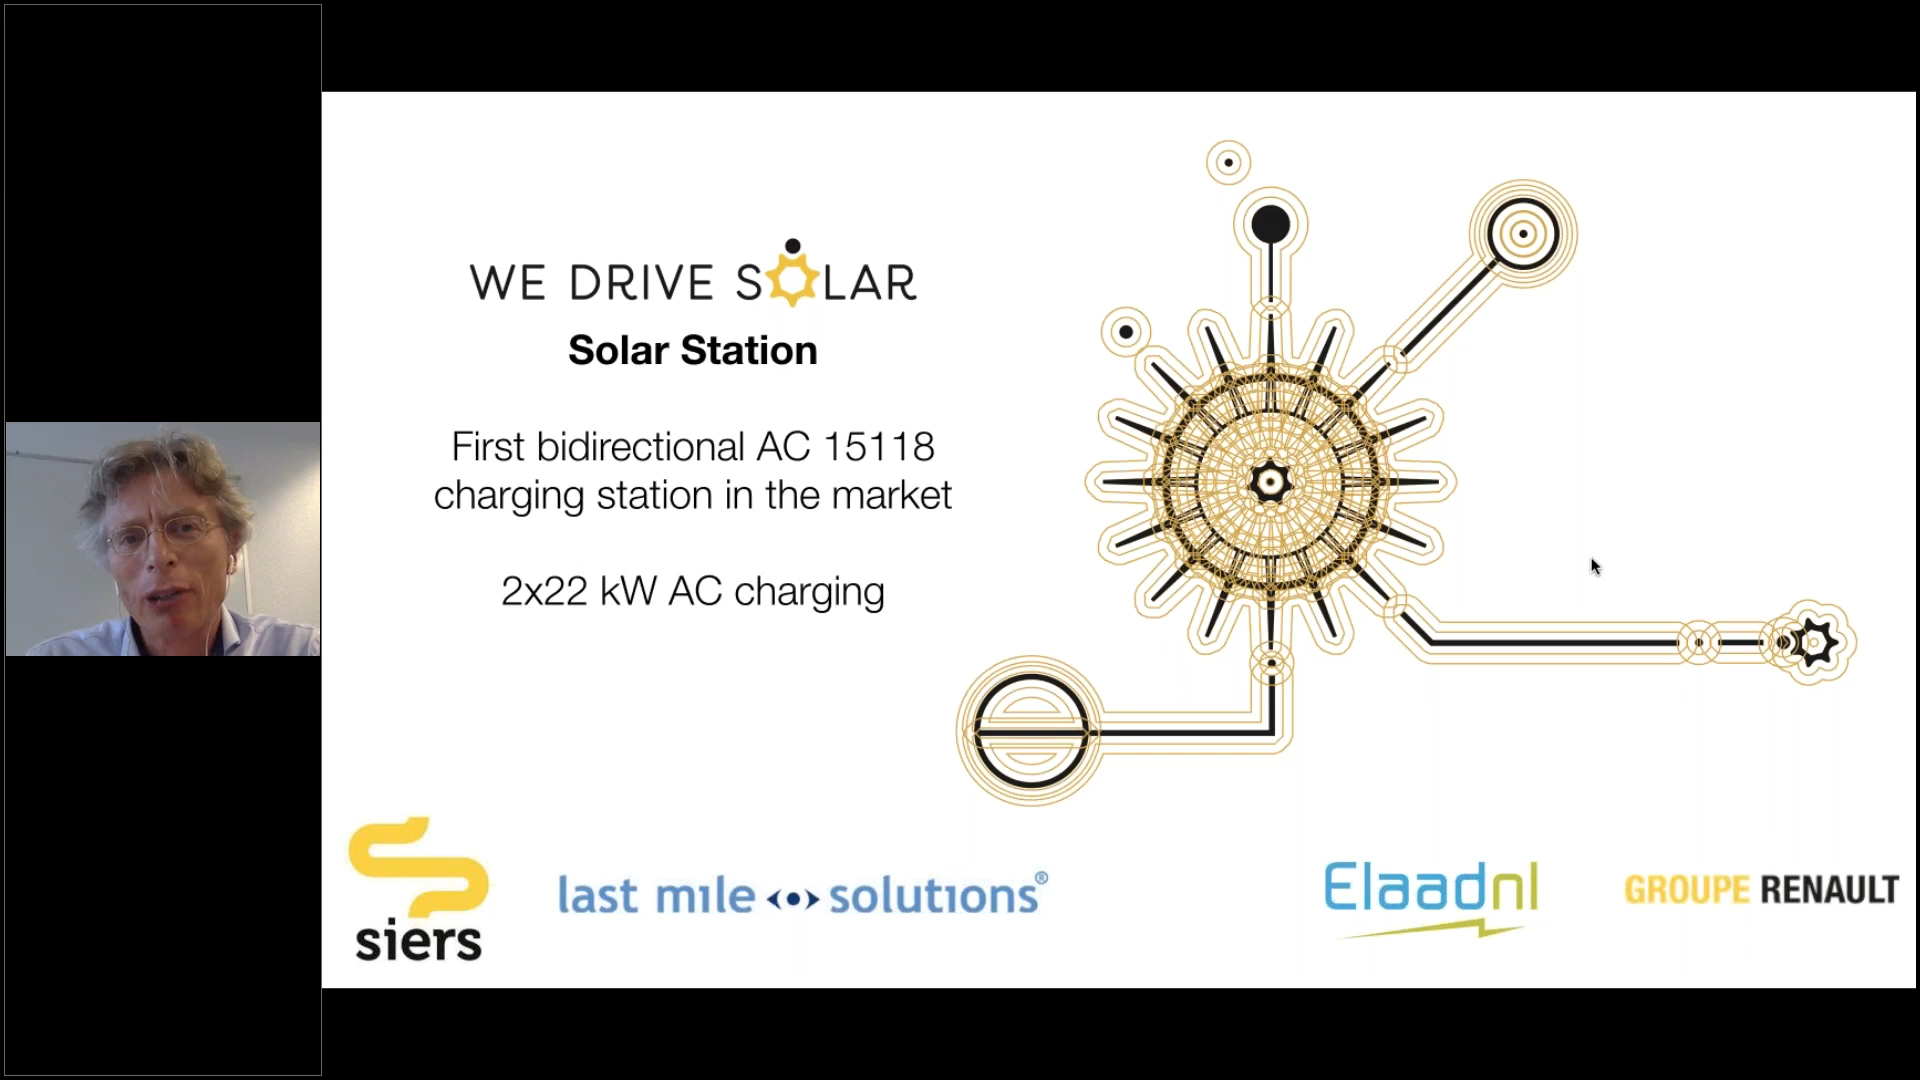 WE DRIVE SOLAR
Solar Station
First bidirectional AC 15118
charging station in the market
2x22 kW AC charging
siers
last mile solutions®
Elaadnl
GROUPE RENAULT